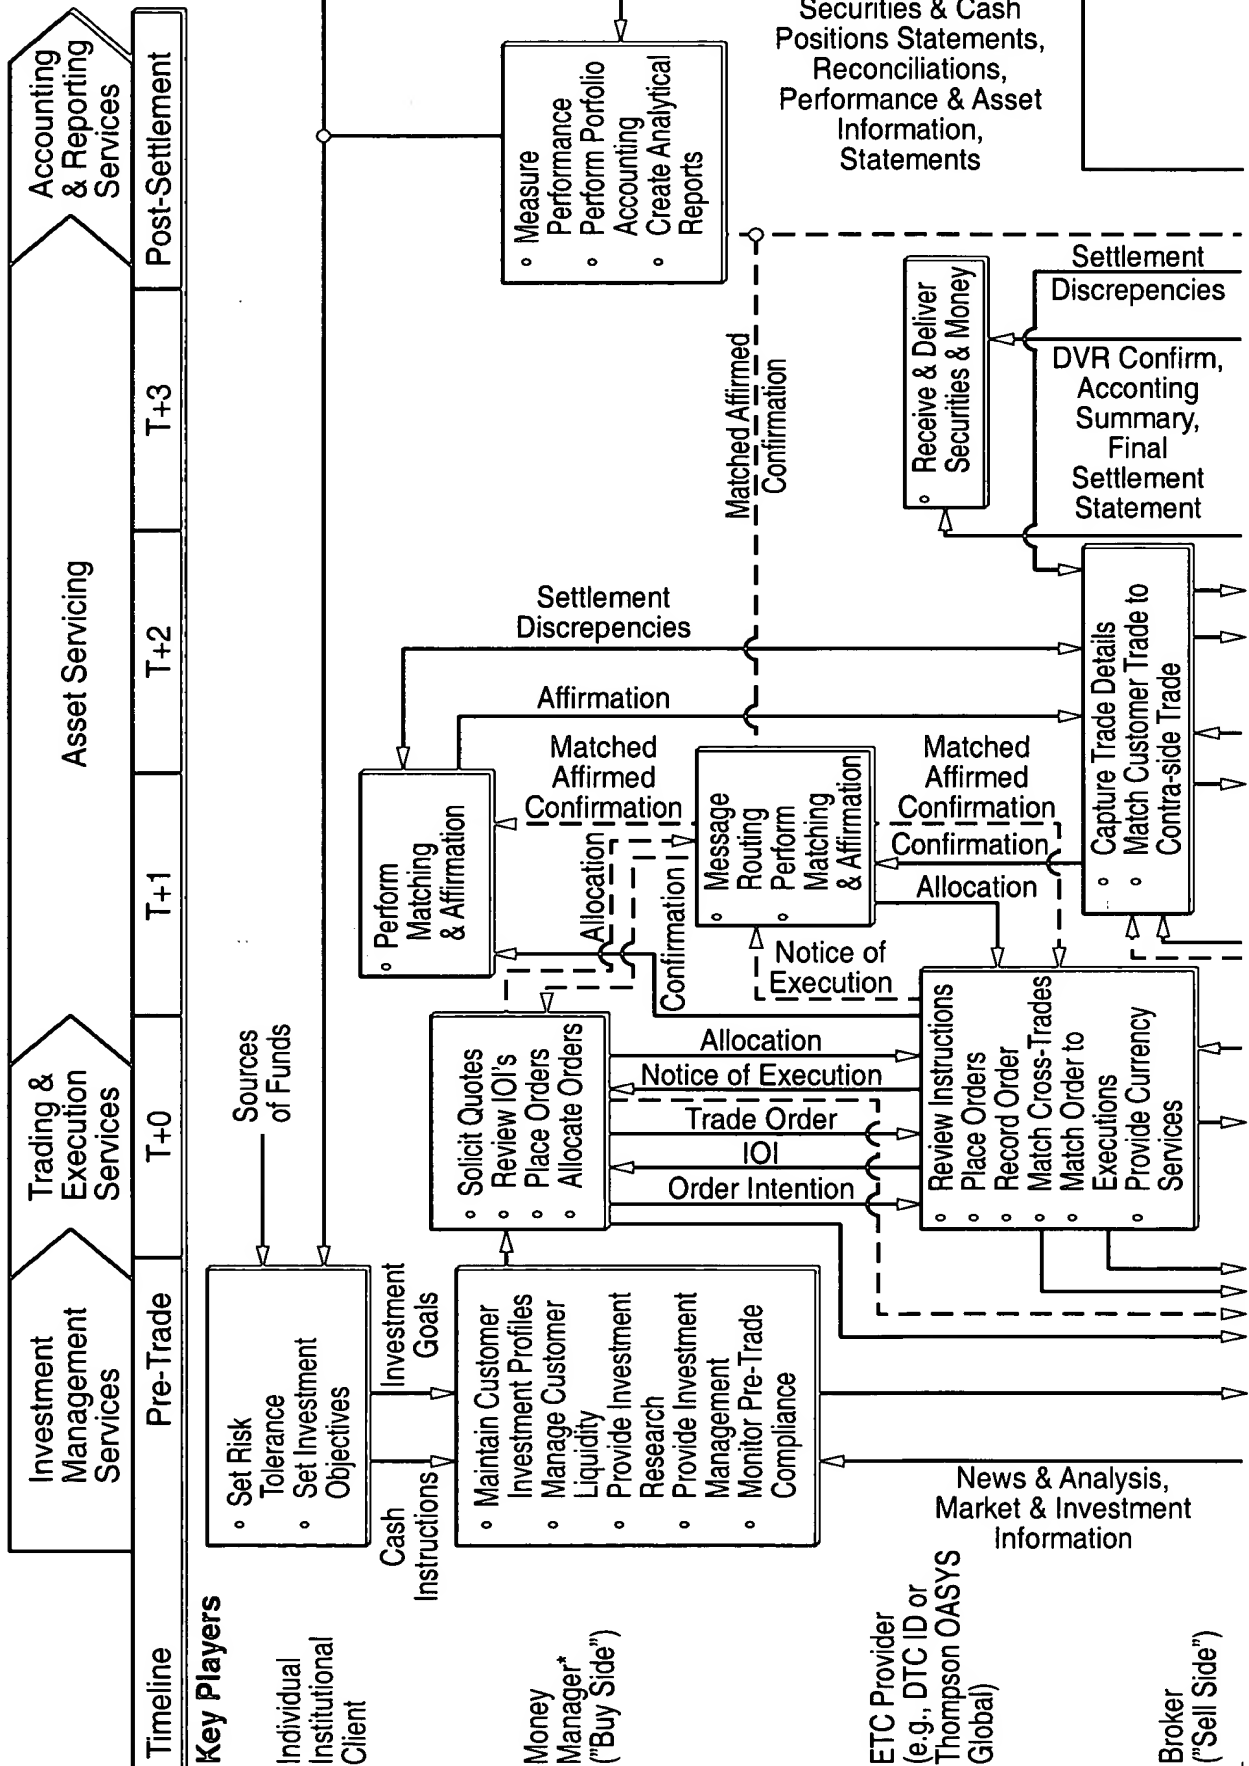 Investment
Management
Services
Trading &
Execution
Services
Asset Servicing
Accounting
& Reporting
Services
Timeline
Pre-Trade
T+0
T+1
T+2
T+3
Post-Settlement
Key Players
Individual
Institutional
Client
Set Risk
Tolerance
Set Investment
Objectives
Sources
of Funds
Cash
Instructions
Investment
Goals
Money
Manager*
("Buy Side")
Maintain Customer
Investment Profiles
Manage Customer
Liquidity
Provide Investment
Research
Provide Investment
Management
Monitor Pre-Trade
Compliance
Solicit Quotes
Review IOI's
Place Orders
Allocate Orders
Perform
Matching
& Affirmation
Settlement
Discrepencies
Affirmation
Matched
Affirmed
Confirmation
Allocation
Confirmation
Measure
Performance
Perform Porfolio
Accounting
Create Analytical
Reports
Securities & Cash
Positions Statements,
Reconciliations,
Performance & Asset
Information,
Statements
Matched Affirmed
Confirmation
Message
Routing
Perform
Matching
& Affirmation
Matched
Affirmed
Confirmation
Confirmation
Allocation
Notice of
Execution
Allocation
Notice of Execution
Trade Order
IOI
Order Intention
ETC Provider
(e.g., DTC ID or
Thompson OASYS
Global)
News & Analysis,
Market & Investment
Information
Review Instructions
Place Orders
Record Order
Match Cross-Trades
Match Order to
Executions
Provide Currency
Services
Receive & Deliver
Securities & Money
Settlement
Discrepencies
DVR Confirm,
Acconting
Summary,
Final
Settlement
Statement
Capture Trade Details
Match Customer Trade to
Contra-side Trade
Broker
("Sell Side")